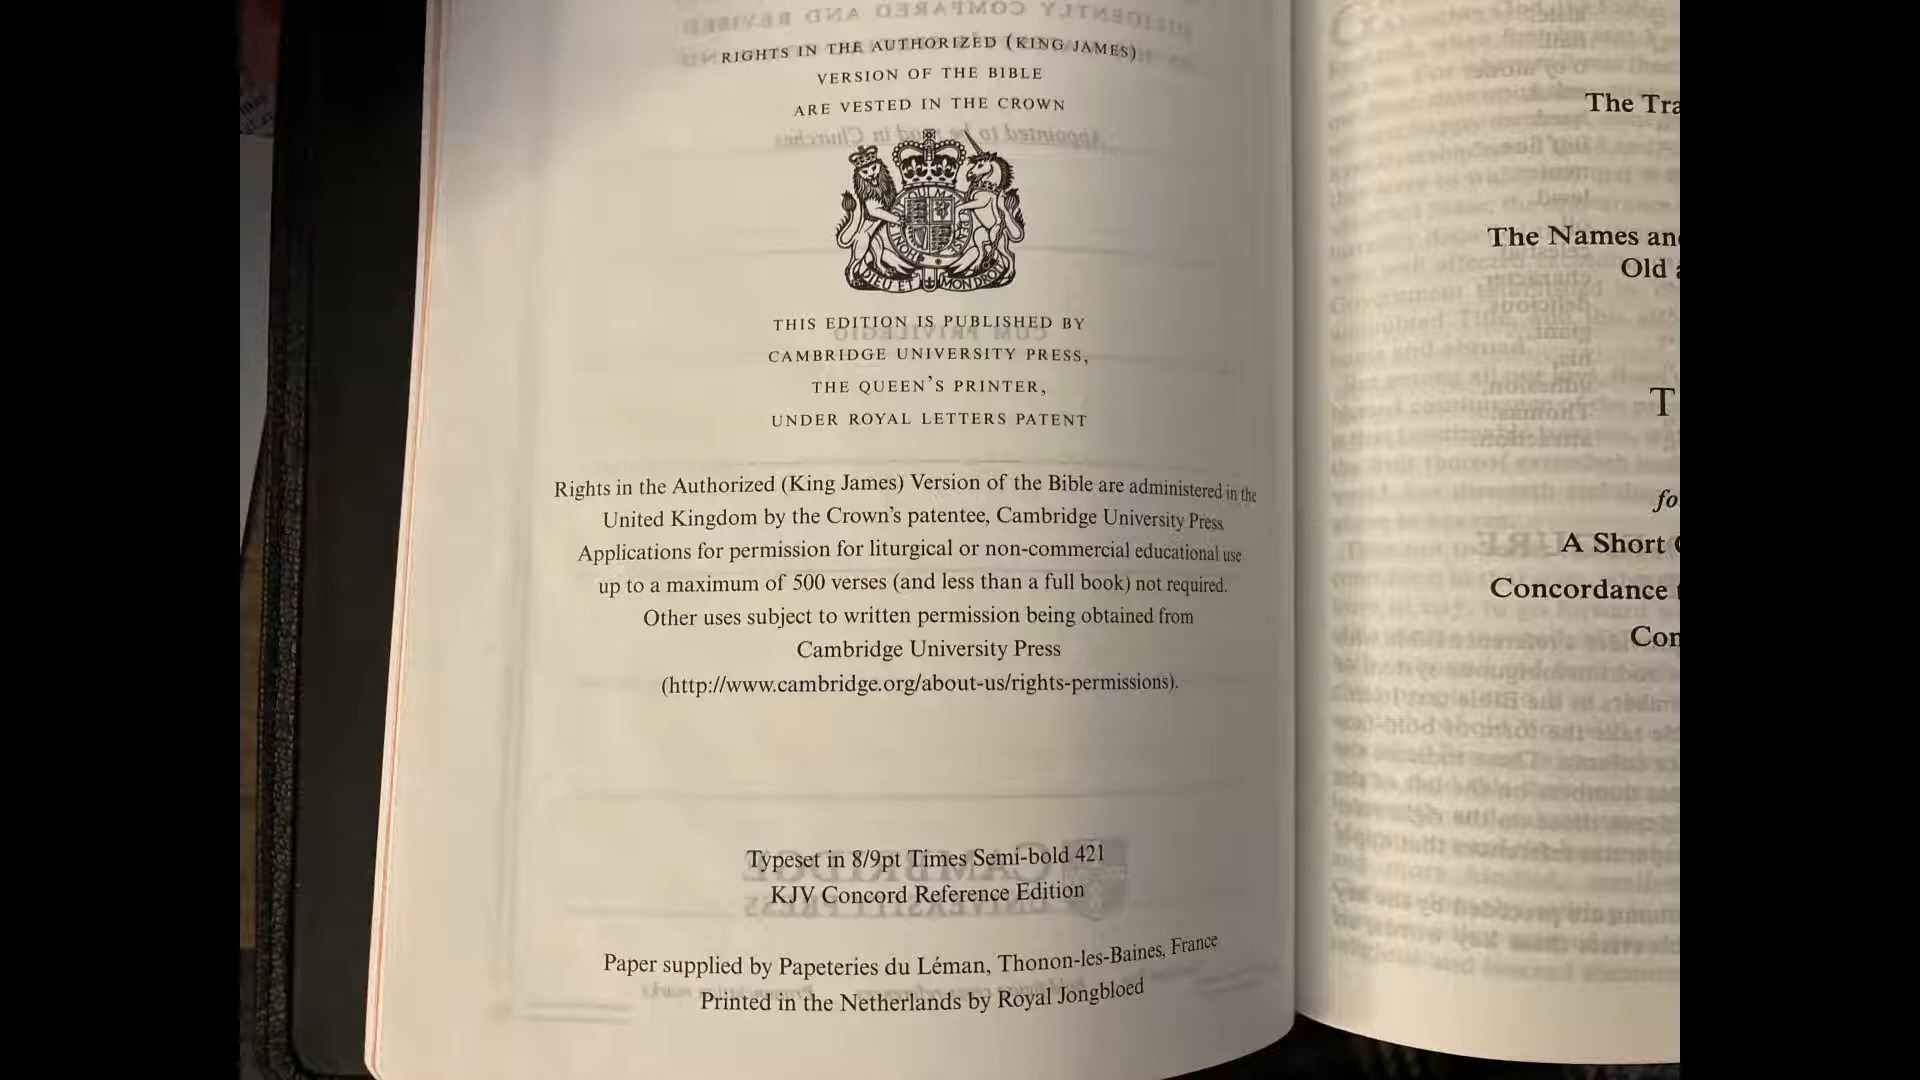 RIGHTS IN THE AUTHORIZED (KING JAMES)
VERSION OF THE BIBLE
ARE VESTED IN THE CROWN
DIEU ET MON DROIT
THIS EDITION IS PUBLISHED BY
CAMBRIDGE UNIVERSITY PRESS,
THE QUEEN'S PRINTER,
UNDER ROYAL LETTERS PATENT
Rights in the Authorized (King James) Version of the Bible are administered in the
United Kingdom by the Crown's patentee, Cambridge University Press
Applications for permission for liturgical or non-commercial educational use
up to a maximum of 500 verses (and less than a full book) not required.
Other uses subject to written permission being obtained from
Cambridge University Press
(http://www.cambridge.org/about-us/rights-permissions).
Typeset in 8/9pt Times Semi-bold 421
KJV Concord Reference Edition
Paper supplied by Papeteries du Léman, Thonon-les-Baines, France
Printed in the Netherlands by Royal Jongbloed
The Tra
The Names an
Old
T
fo
A Short
Concordance
Con